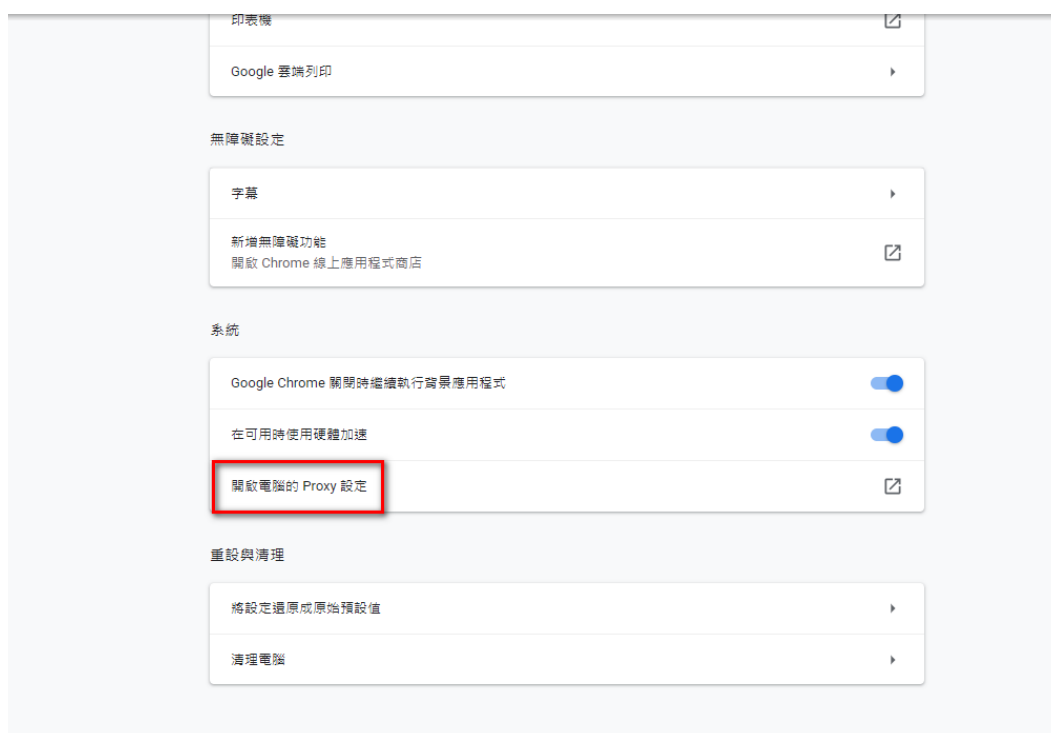 印表機
Google 雲端列印
無障礙設定
字幕
新增無障礙功能
開啟 Chrome 線上應用程式商店
系統
Google Chrome 關閉時繼續執行背景應用程式
在可用時使用硬體加速
開啟電腦的 Proxy 設定
重設與清理
將設定還原成原始預設值
清理電腦